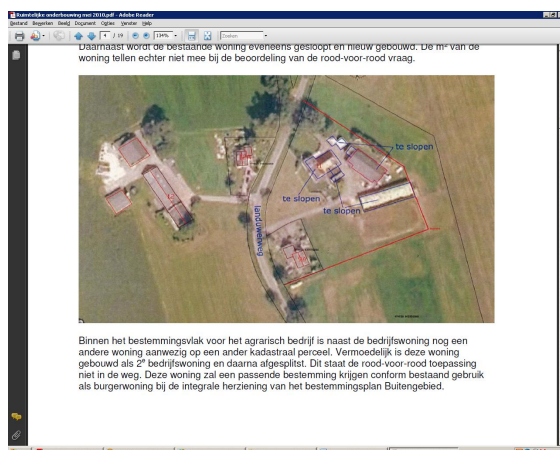 Ruimtelijke onderbouwing mei 2010.pdf - Adobe Reader
Bestand Bewerken Beeld Document Opties Venster Help
4 / 19 134% Zoeken
Daarnaast wordt de bestaande woning eveneens gesloopt en nieuw gebouwd. De m² van de
woning tellen echter niet mee bij de beoordeling van de rood-voor-rood vraag.
te slopen
te slopen
te slopen
landuwerweg
Binnen het bestemmingsvlak voor het agrarisch bedrijf is naast de bedrijfswoning nog een
andere woning aanwezig op een ander kadastraal perceel. Vermoedelijk is deze woning
gebouwd als 2e bedrijfswoning en daarna afgesplitst. Dit staat de rood-voor-rood toepassing
niet in de weg. Deze woning zal een passende bestemming krijgen conform bestaand gebruik
als burgerwoning bij de integrale herziening van het bestemmingsplan Buitengebied.